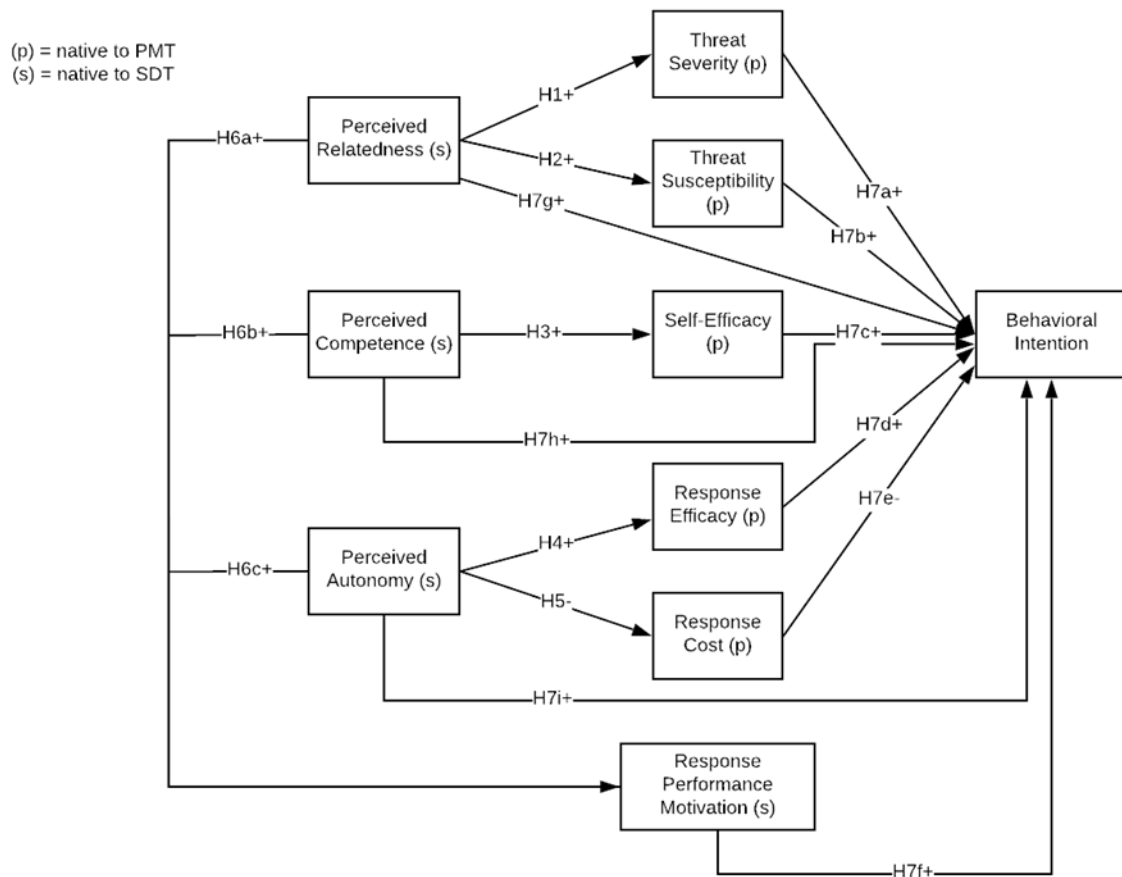 (p) = native to PMT
(s) = native to SDT
Threat
Severity (p)
H1+
H6a+
Perceived
Relatedness (s)
H2+
Threat
Susceptibility
(p)
H7a+
H7g+
H7b+
H6b+
Perceived
Competence (s)
H3+
Self-Efficacy
(p)
H7c+
Behavioral
Intention
H7h+
H7d+
Response
Efficacy (p)
H7e-
H4+
H6c+
Perceived
Autonomy (s)
H5-
Response
Cost (p)
H7i+
Response
Performance
Motivation (s)
H7f+